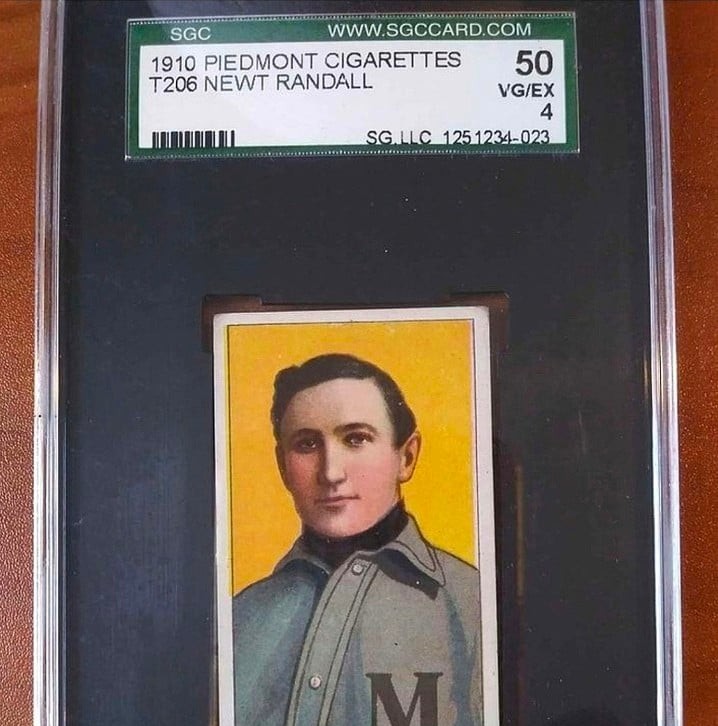 SGC WWW.SGCCARD.COM
1910 PIEDMONT CIGARETTES 50
T206 NEWT RANDALL VG/EX
4
SG.LLC 1251234-023
M